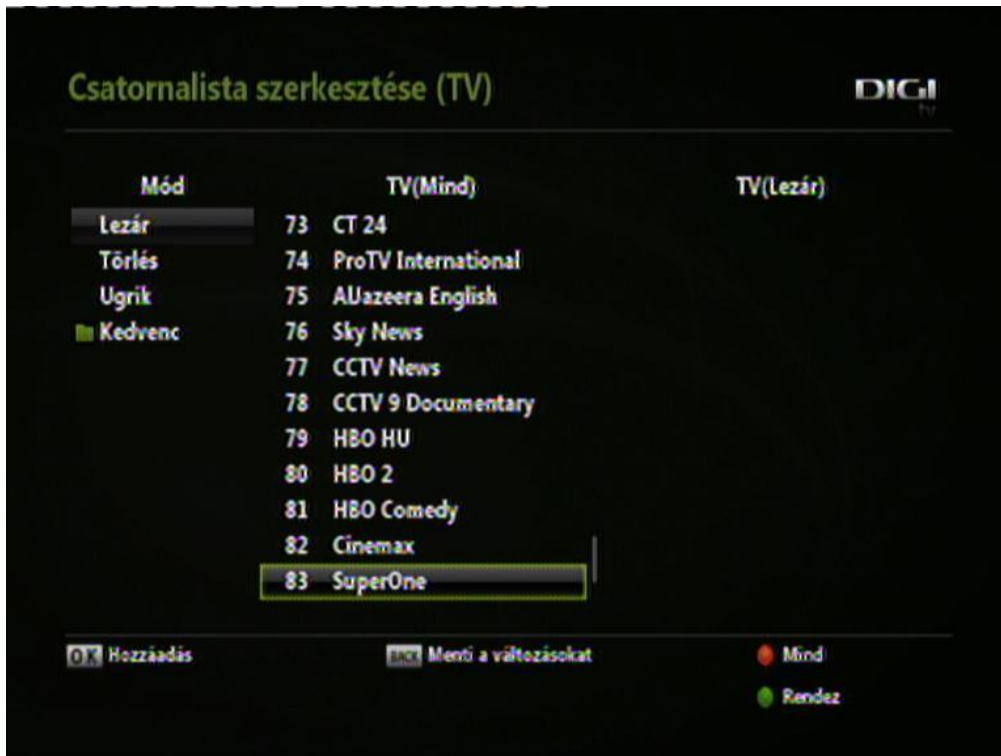 Csatornalista szerkesztése (TV)
DIGI
tv
Mód TV(Mind) TV(Lezár)
Lezár 73 CT 24
Törlés 74 ProTV International
Ugrik 75 AlJazeera English
Kedvenc 76 Sky News
77 CCTV News
78 CCTV 9 Documentary
79 HBO HU
80 HBO 2
81 HBO Comedy
82 Cinemax
83 SuperOne
OK Hozzáadás BACK Menti a változásokat Mind
Rendez